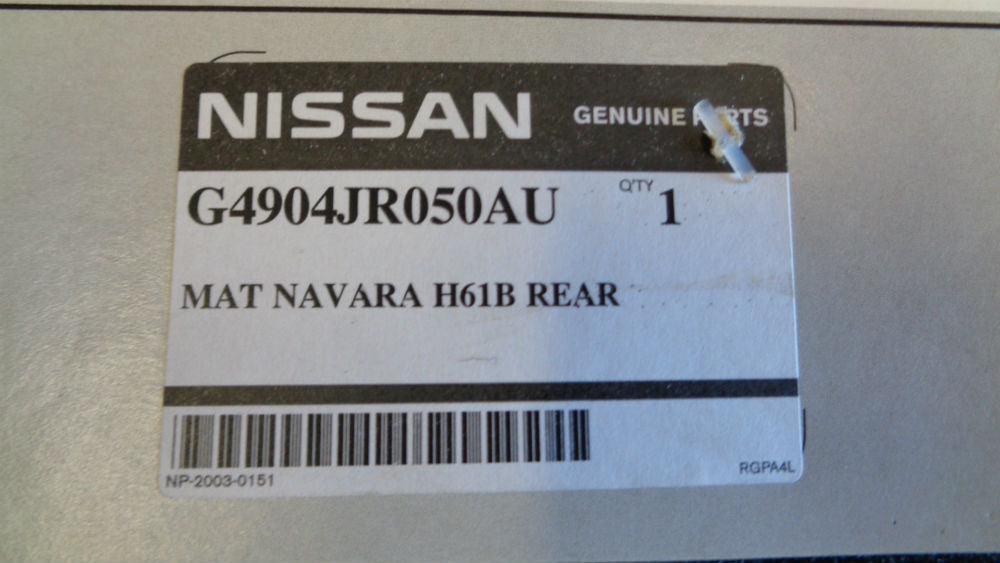 NISSAN GENUINE PARTS
G4904JR050AU Q'TY 1
MAT NAVARA H61B REAR
NP-2003-0151 RGPA4L